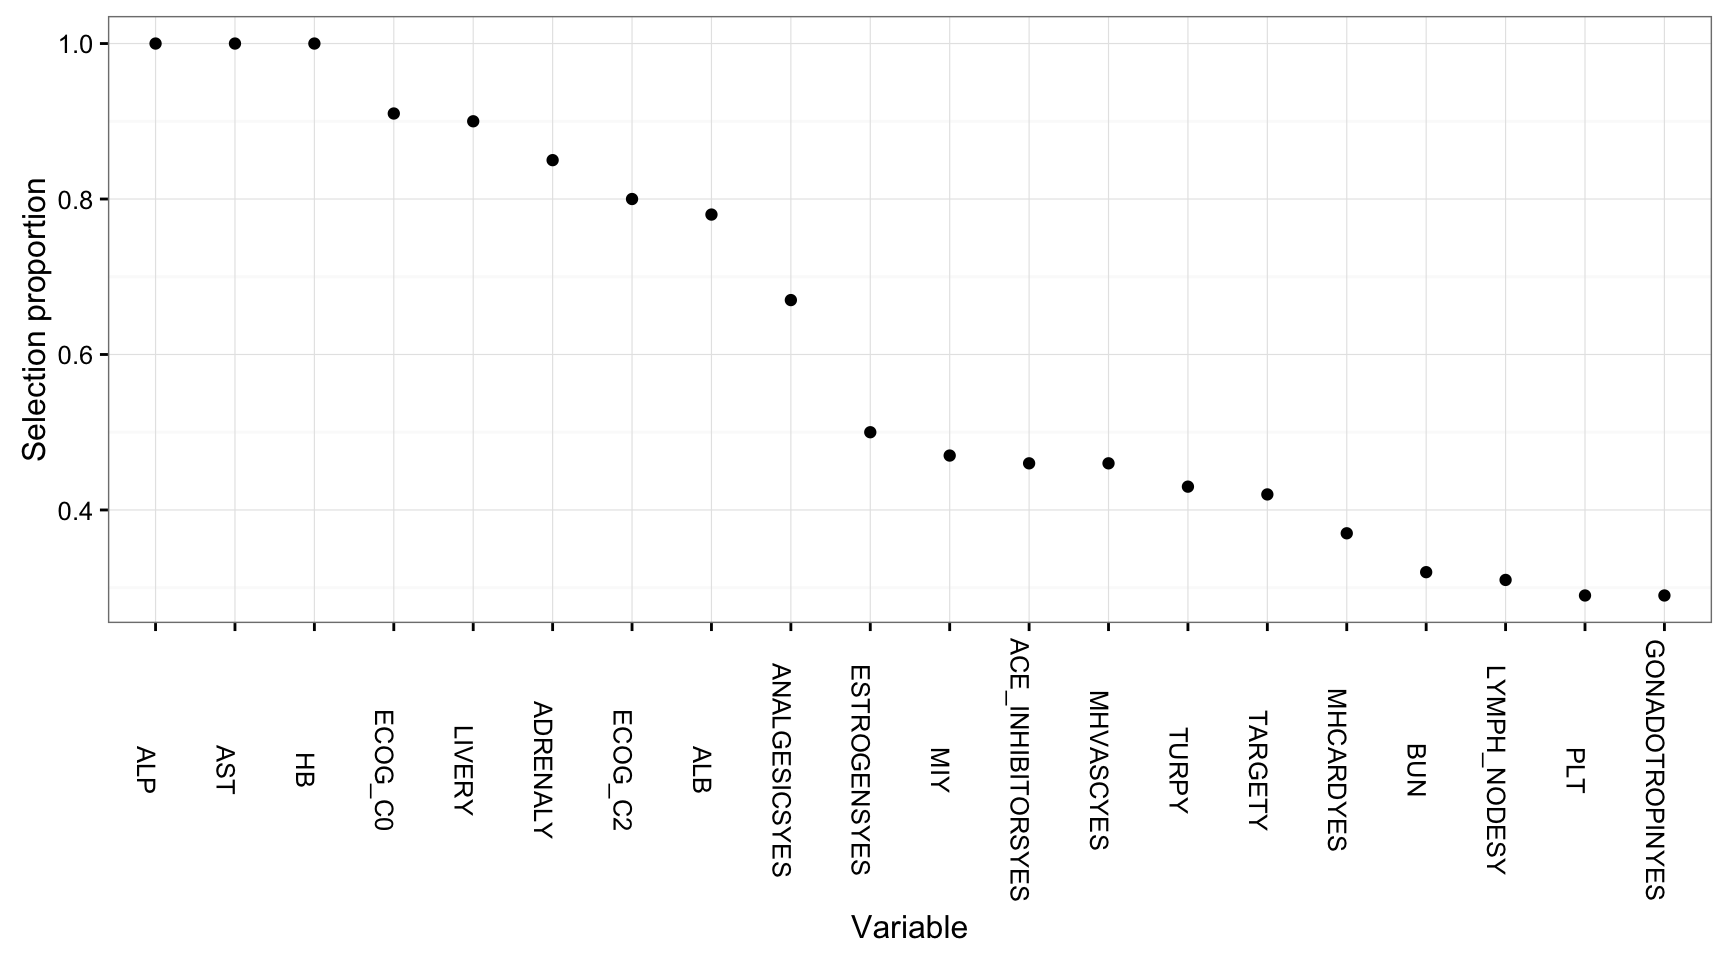 Selection proportion
1.0
0.8
0.6
0.4
ALP
AST
HB
ECOG_C0
LIVERY
ADRENALY
ECOG_C2
ALB
ANALGESICSYES
ESTROGENSYES
MIY
ACE_INHIBITORSYES
MHVASCYES
TURPY
TARGETY
MHCARDYES
BUN
LYMPH_NODESY
PLT
GONADOTROPINYES
Variable